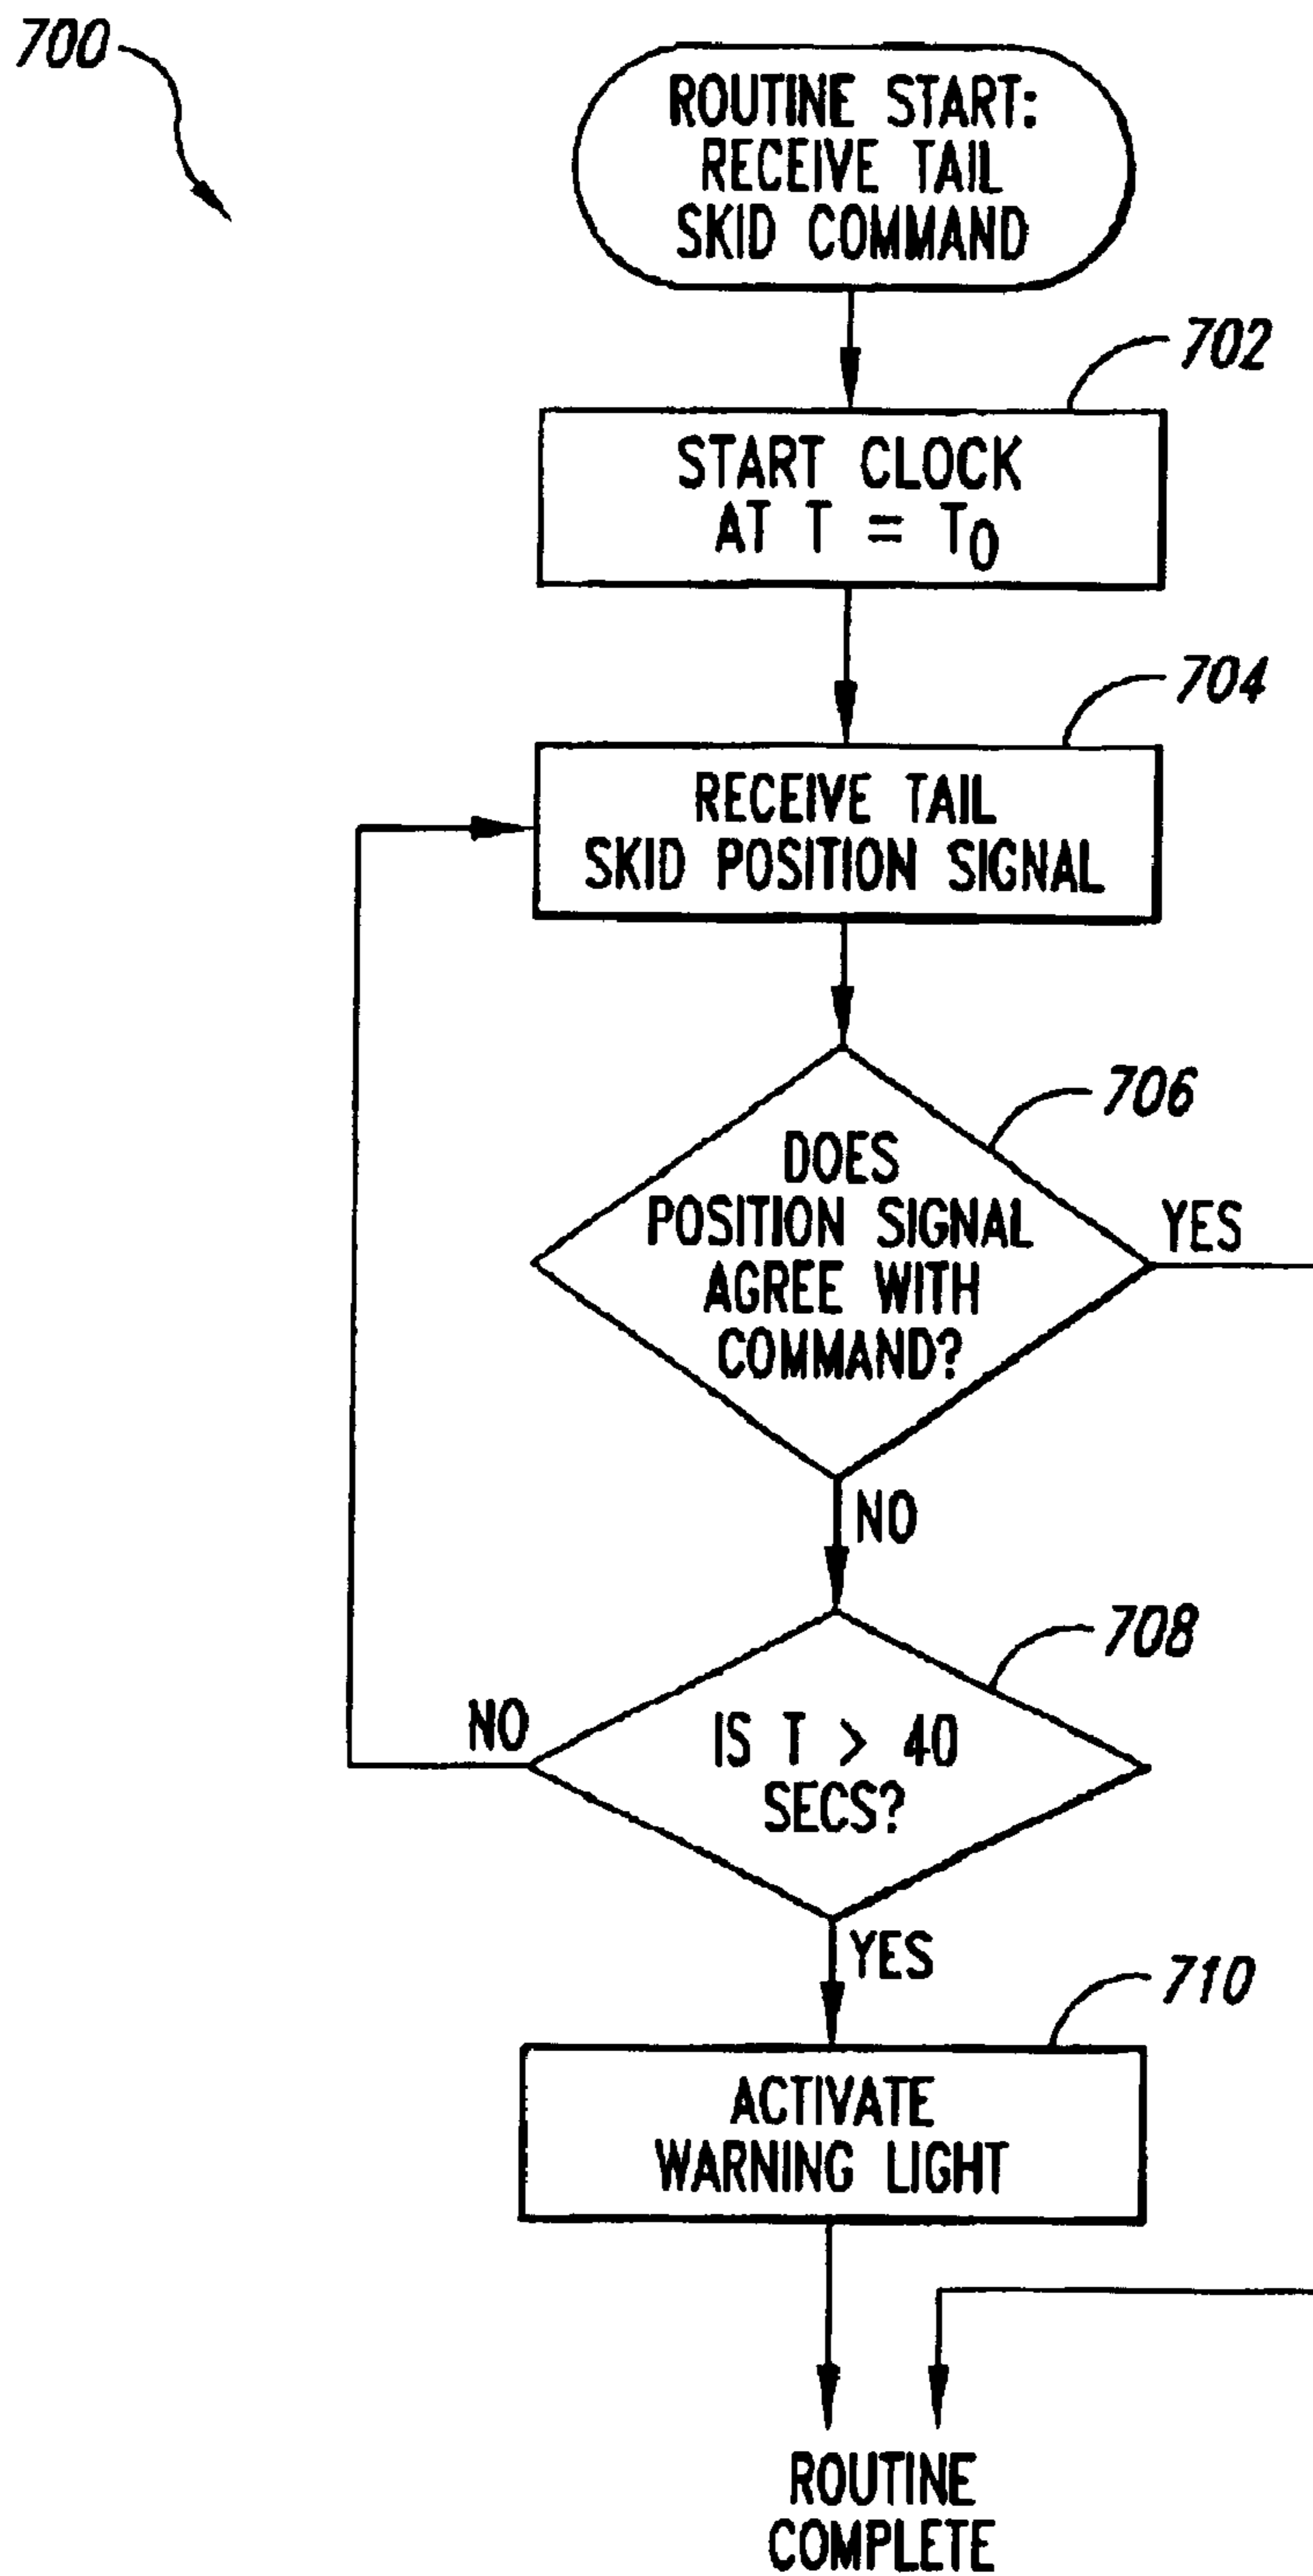 700
ROUTINE START:
RECEIVE TAIL
SKID COMMAND
702
START CLOCK
AT T = T0
704
RECEIVE TAIL
SKID POSITION SIGNAL
706
DOES
POSITION SIGNAL
AGREE WITH
COMMAND?
YES
NO
708
IS T > 40
SECS?
NO
YES
710
ACTIVATE
WARNING LIGHT
ROUTINE
COMPLETE